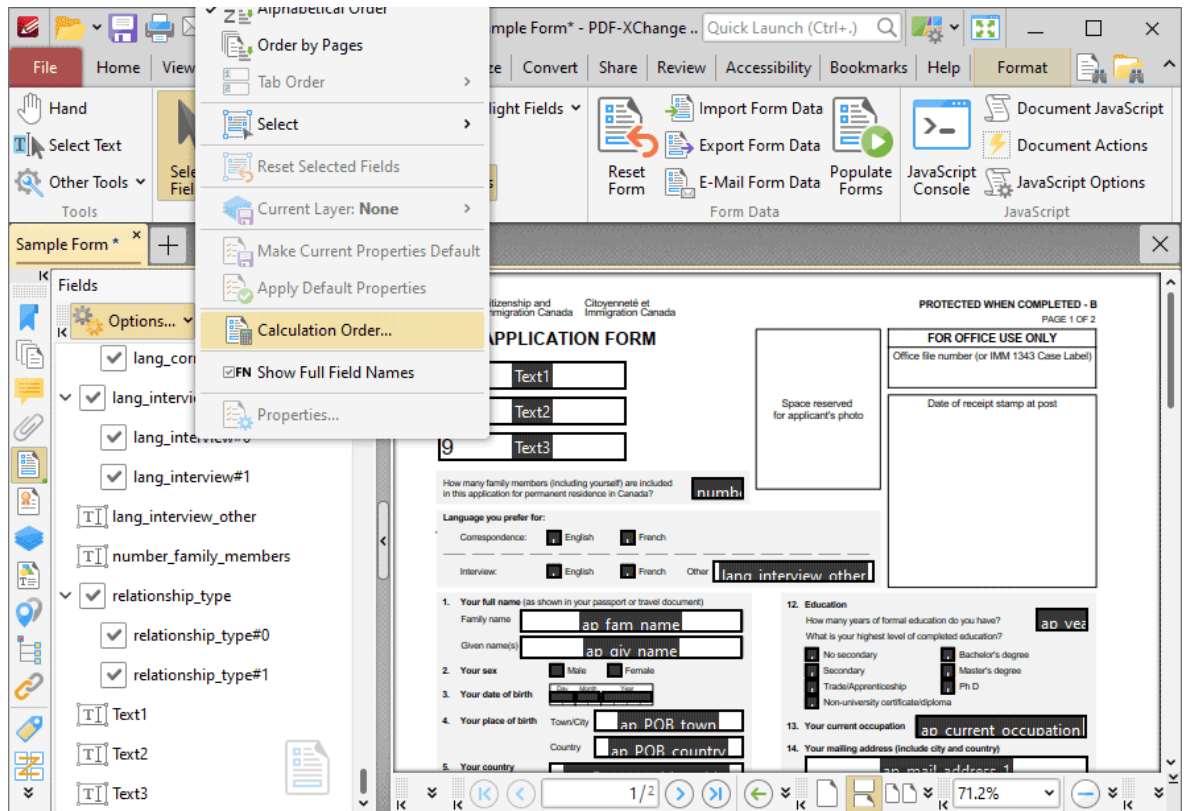 Alphabetical Order
mple Form* - PDF-XChange ..
Quick Launch (Ctrl+.)
File
Home
View
ze
Convert
Share
Review
Accessibility
Bookmarks
Help
Format
Order by Pages
Tab Order
Select
Reset Selected Fields
Current Layer: None
Make Current Properties Default
Apply Default Properties
Calculation Order...
FN Show Full Field Names
Properties...
Hand
Select Text
Other Tools
Tools
Sele
Fiel
light Fields
s
Reset
Form
Import Form Data
Export Form Data
E-Mail Form Data
Populate
Forms
Form Data
JavaScript
Console
Document JavaScript
Document Actions
JavaScript Options
JavaScript
Sample Form *
Fields
Options...
lang_corr
lang_intervi
lang_interview#0
lang_interview#1
lang_interview_other
number_family_members
relationship_type
relationship_type#0
relationship_type#1
Text1
Text2
Text3
itizenship and
mmigration Canada
Citoyenneté et
Immigration Canada
PROTECTED WHEN COMPLETED - B
PAGE 1 OF 2
APPLICATION FORM
FOR OFFICE USE ONLY
Office file number (or IMM 1343 Case Label)
Text1
Text2
9
Text3
Space reserved
for applicant's photo
Date of receipt stamp at post
How many family members (including yourself) are included
in this application for permanent residence in Canada?
numb
Language you prefer for:
Correspondence:
English
French
Interview:
English
French
Other
lang_interview_other
1. Your full name (as shown in your passport or travel document)
Family name
ap_fam_name
Given name(s)
ap_giv_name
2. Your sex
Male
Female
3. Your date of birth
Day
Month
Year
4. Your place of birth
Town/City
ap_POB_town
Country
ap_POB_country
5. Your country
12. Education
How many years of formal education do you have?
ap_yea
What is your highest level of completed education?
No secondary
Bachelor's degree
Secondary
Master's degree
Trade/Apprenticeship
Ph D
Non-university certificate/diploma
13. Your current occupation
ap_current_occupation
14. Your mailing address (include city and country)
ap_mail_address_1
1/2
71.2%